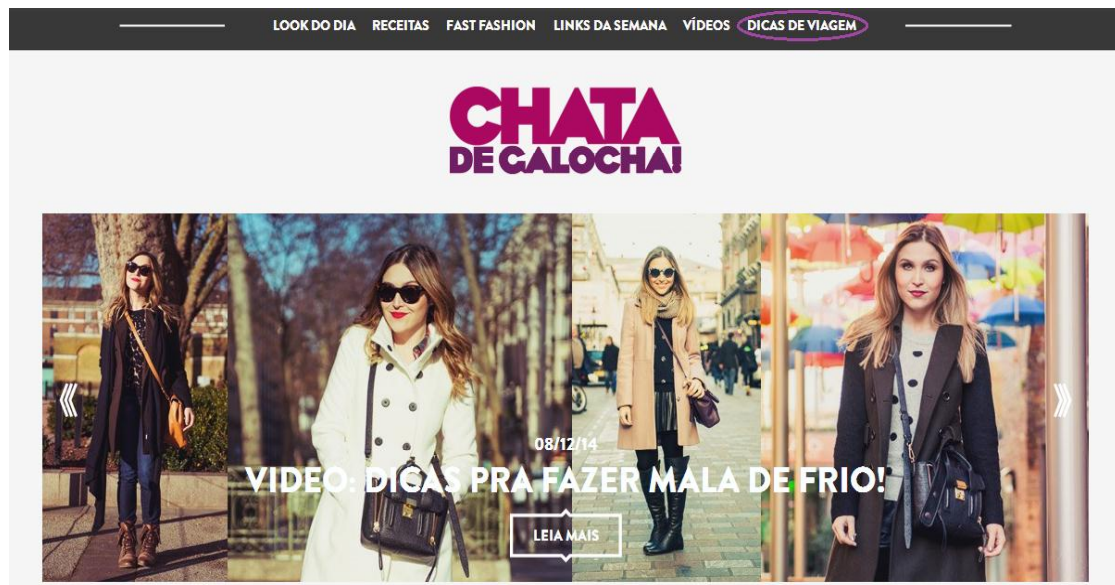 LOOK DO DIA RECEITAS FAST FASHION LINKS DA SEMANA VÍDEOS DICAS DE VIAGEM
CHATA
DE GALOCHA!
08/12/14
VIDEO: DICAS PRA FAZER MALA DE FRIO!
LEIA MAIS